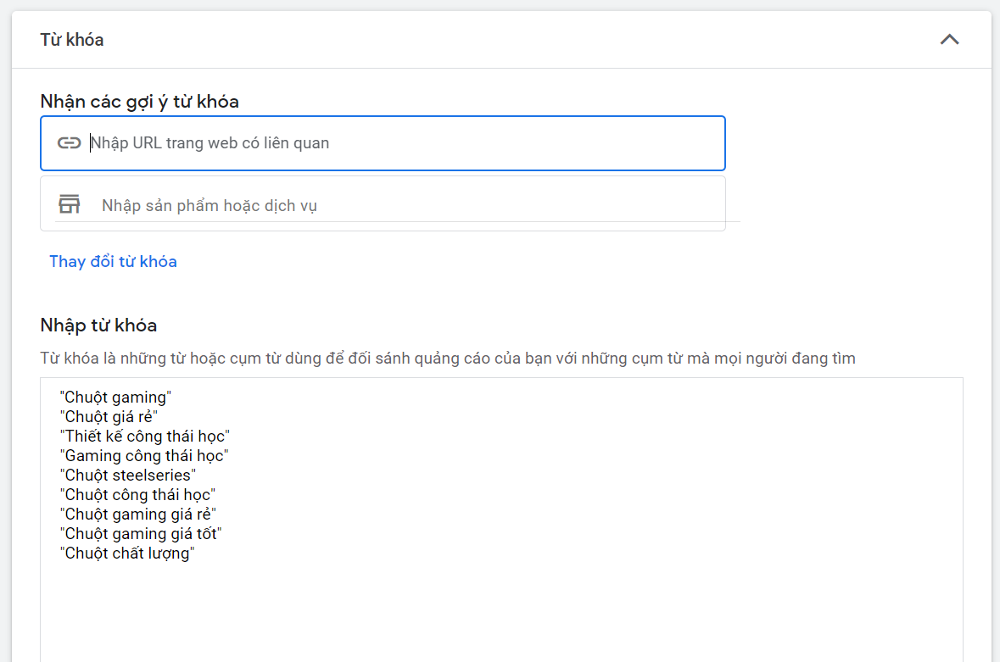 Từ khóa
Nhận các gợi ý từ khóa
Nhập URL trang web có liên quan
Nhập sản phẩm hoặc dịch vụ
Thay đổi từ khóa
Nhập từ khóa
Từ khóa là những từ hoặc cụm từ dùng để đối sánh quảng cáo của bạn với những cụm từ mà mọi người đang tìm
"Chuột gaming"
"Chuột giá rẻ"
"Thiết kế công thái học"
"Gaming công thái học"
"Chuột steelseries"
"Chuột công thái học"
"Chuột gaming giá rẻ"
"Chuột gaming giá tốt"
"Chuột chất lượng"